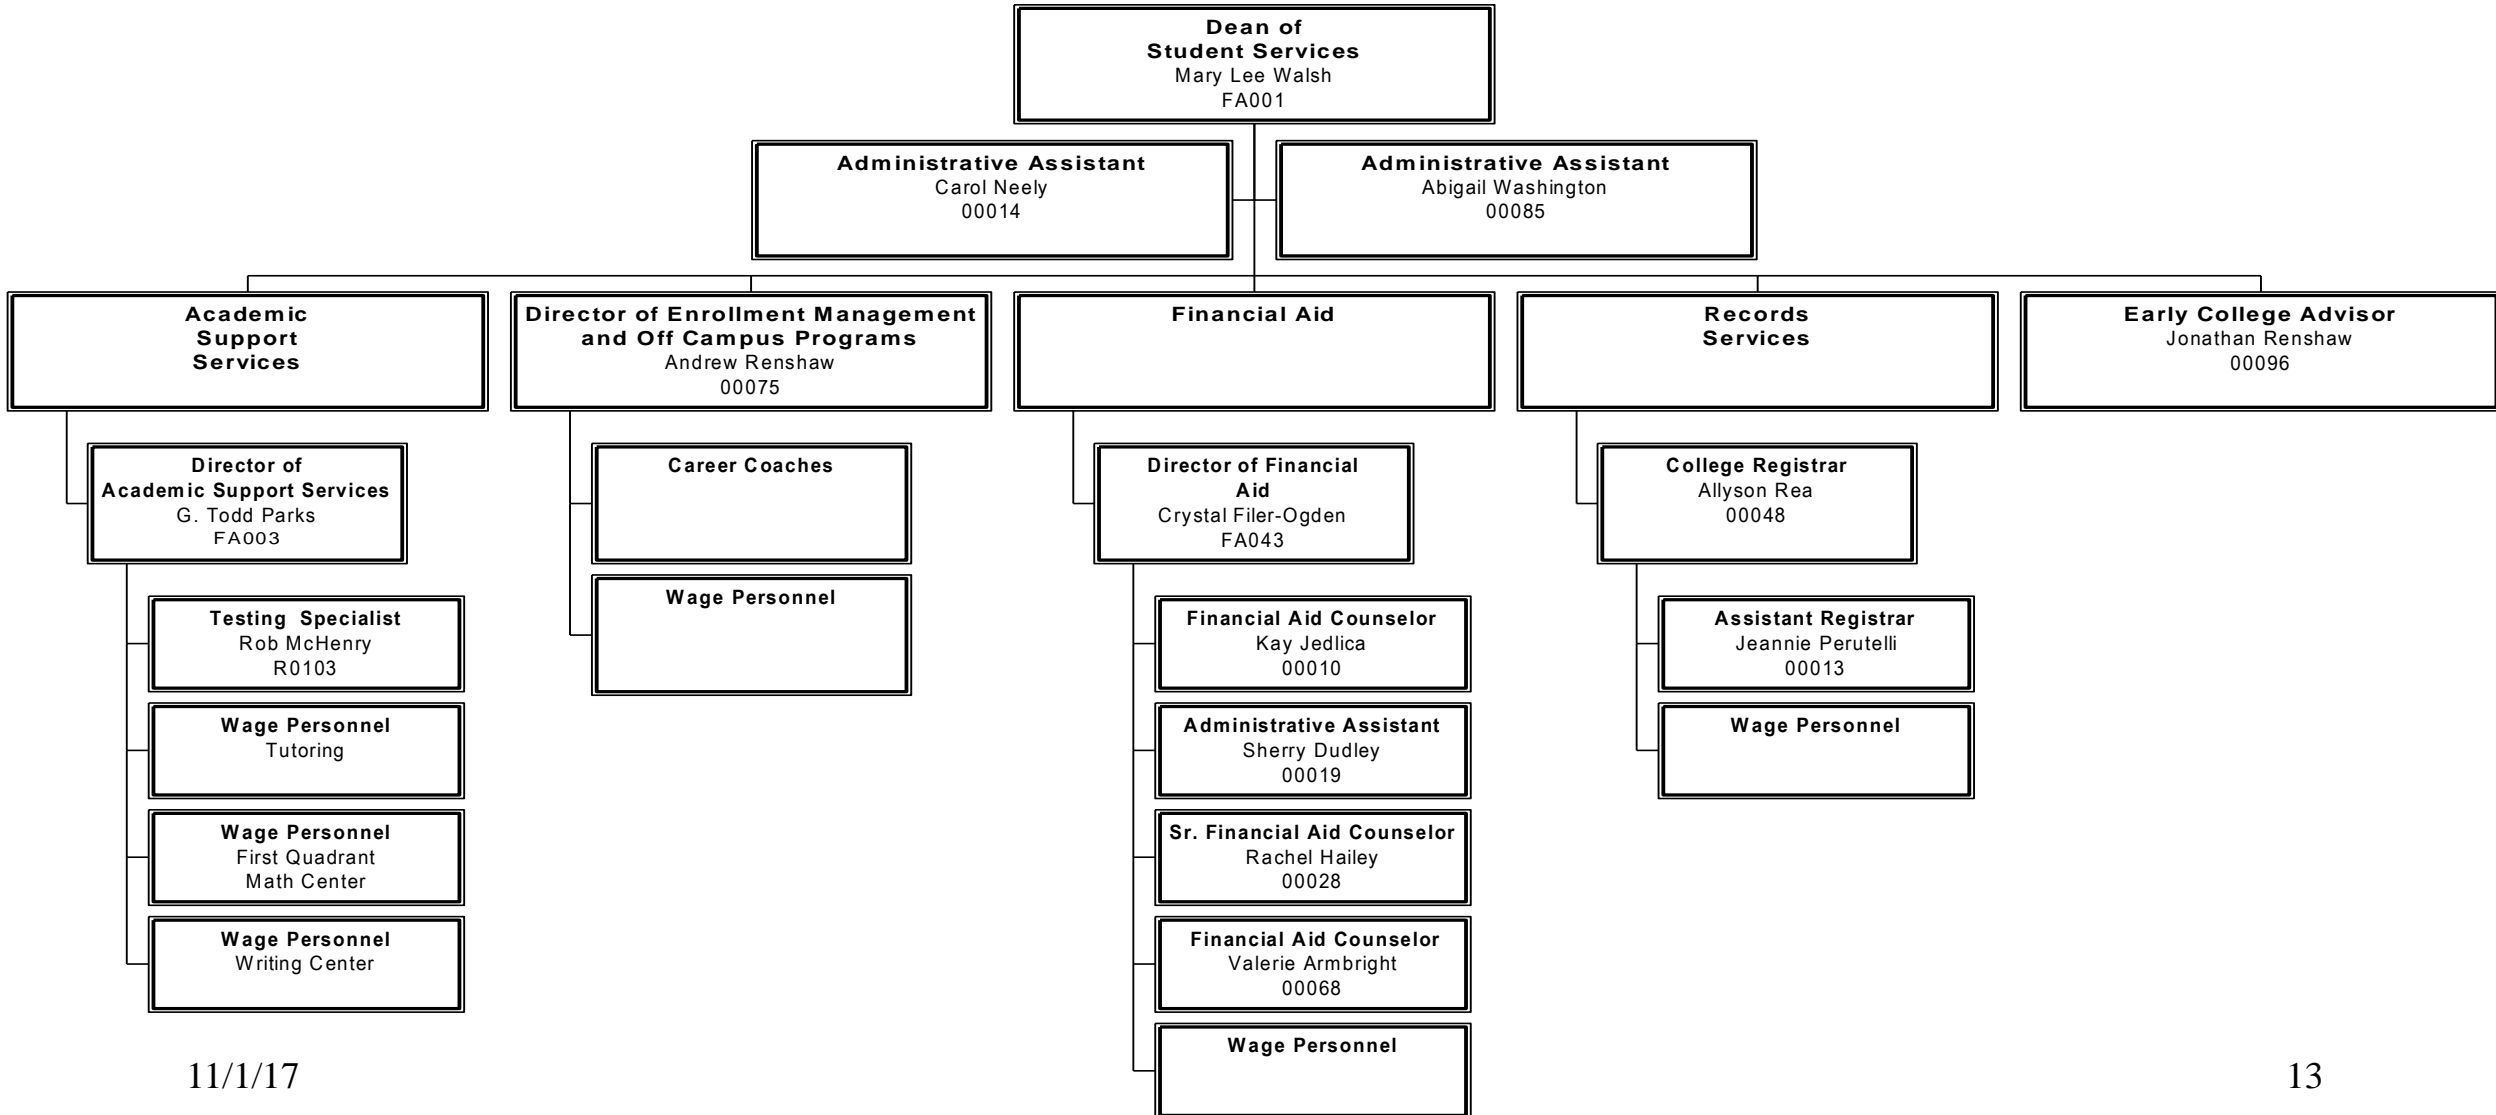 Dean of
Student Services
Mary Lee Walsh
FA001
Administrative Assistant
Carol Neely
00014
Administrative Assistant
Abigail Washington
00085
Academic
Support
Services
Director of Enrollment Management
and Off Campus Programs
Andrew Renshaw
00075
Financial Aid
Records
Services
Early College Advisor
Jonathan Renshaw
00096
Director of
Academic Support Services
G. Todd Parks
FA003
Testing Specialist
Rob McHenry
R0103
Wage Personnel
Tutoring
Wage Personnel
First Quadrant
Math Center
Wage Personnel
Writing Center
Career Coaches
Wage Personnel
Director of Financial
Aid
Crystal Filer-Ogden
FA043
Financial Aid Counselor
Kay Jedlica
00010
Administrative Assistant
Sherry Dudley
00019
Sr. Financial Aid Counselor
Rachel Hailey
00028
Financial Aid Counselor
Valerie Armbright
00068
Wage Personnel
College Registrar
Allyson Rea
00048
Assistant Registrar
Jeannie Perutelli
00013
Wage Personnel
11/1/17
13